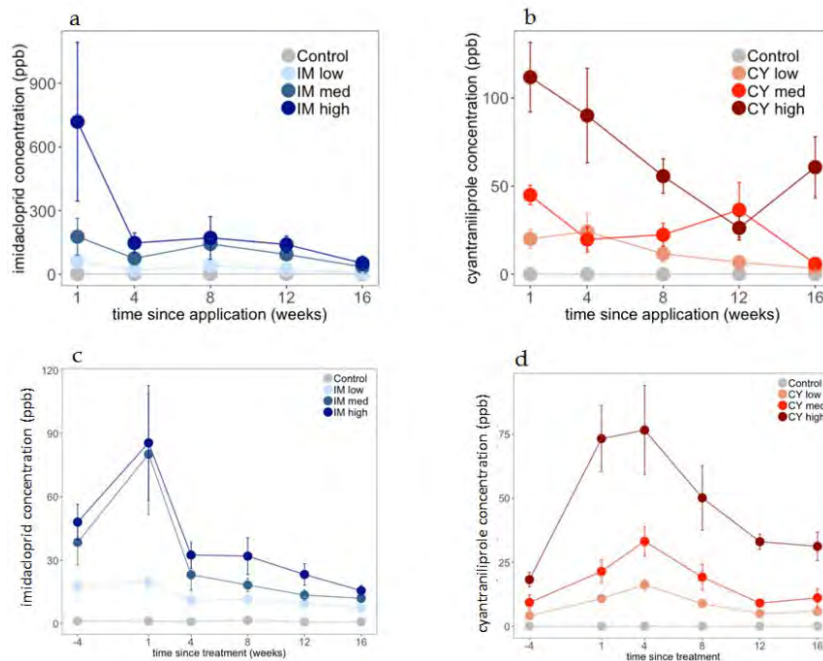 a
imidacloprid concentration (ppb)
900
600
300
0
Control
IM low
IM med
IM high
1 4 8 12 16
time since application (weeks)
b
cyantraniliprole concentration (ppb)
100
50
0
Control
CY low
CY med
CY high
1 4 8 12 16
time since application (weeks)
c
imidacloprid concentration (ppb)
120
90
60
30
0
Control
IM low
IM med
IM high
-4 1 4 8 12 16
time since treatment (weeks)
d
cyantraniliprole concentration (ppb)
75
50
25
0
Control
CY low
CY med
CY high
-4 1 4 8 12 16
time since treatment